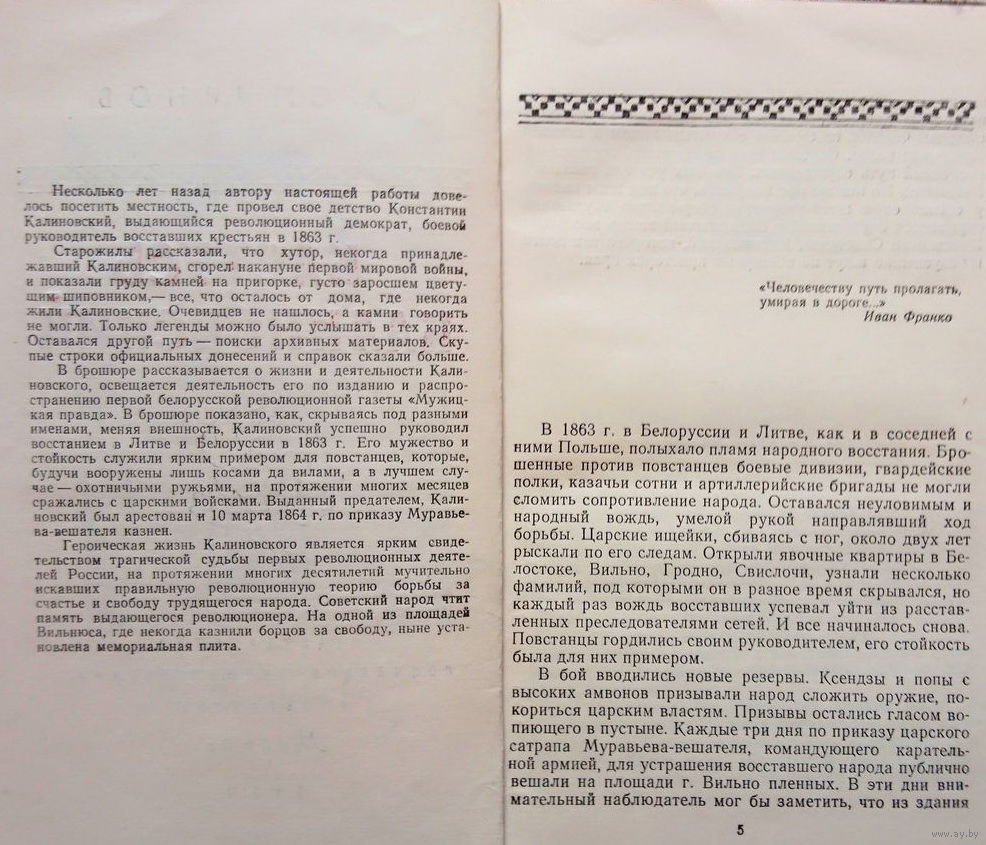 Несколько лет назад автору настоящей работы дове-
лось посетить местность, где провел свое детство Константин
Калиновский, выдающийся революционный демократ, боевой
руководитель восставших крестьян в 1863 г.
Старожилы рассказали, что хутор, некогда принадле-
жавший Калиновским, сгорел накануне первой мировой войны,
и показали груду камней на пригорке, густо заросшем цвету-
щим шиповником,— все, что осталось от дома, где некогда
жили Калиновские. Очевидцев не нашлось, а камни говорить
не могли. Только легенды можно было услышать в тех краях.
Оставался другой путь — поиски архивных материалов. Ску-
пые строки официальных донесений и справок сказали больше.
В брошюре рассказывается о жизни и деятельности Кали-
новского, освещается деятельность его по изданию и распро-
странению первой белорусской революционной газеты «Мужиц-
кая правда». В брошюре показано, как, скрываясь под разными
именами, меняя внешность, Калиновский успешно руководил
восстанием в Литве и Белоруссии в 1863 г. Его мужество и
стойкость служили ярким примером для повстанцев, которые,
будучи вооружены лишь косами да вилами, а в лучшем слу-
чае — охотничьими ружьями, на протяжении многих месяцев
сражались с царскими войсками. Выданный предателем, Кали-
новский был арестован и 10 марта 1864 г. по приказу Муравье-
ва-вешателя казнен.
Героическая жизнь Калиновского является ярким свиде-
тельством трагической судьбы первых революционных деяте-
лей России, на протяжении многих десятилетий мучительно
искавших правильную революционную теорию борьбы за
счастье и свободу трудящегося народа. Советский народ чтит
память выдающегося революционера. На одной из площадей
Вильнюса, где некогда казнили борцов за свободу, ныне уста-
новлена мемориальная плита.
«Человечеству путь пролагать,
умирая в дороге...»
Иван Франко
В 1863 г. в Белоруссии и Литве, как и в соседней с
ними Польше, полыхало пламя народного восстания. Бро-
шенные против повстанцев боевые дивизии, гвардейские
полки, казачьи сотни и артиллерийские бригады не могли
сломить сопротивление народа. Оставался неуловимым и
народный вождь, умелой рукой направлявший ход
борьбы. Царские ищейки, сбиваясь с ног, около двух лет
рыскали по его следам. Открыли явочные квартиры в Бе-
лостоке, Вильно, Гродно, Свислочи, узнали несколько
фамилий, под которыми он в разное время скрывался, но
каждый раз вождь восставших успевал уйти из расстав-
ленных преследователями сетей. И все начиналось снова.
Повстанцы гордились своим руководителем, его стойкость
была для них примером.
В бой вводились новые резервы. Ксендзы и попы с
высоких амвонов призывали народ сложить оружие, по-
кориться царским властям. Призывы остались гласом во-
пиющего в пустыне. Каждые три дня по приказу царского
сатрапа Муравьева-вешателя, командующего каратель-
ной армией, для устрашения восставшего народа публично
вешали на площади г. Вильно пленных. В эти дни вни-
мательный наблюдатель мог бы заметить, что из здания
5
www.ay.by